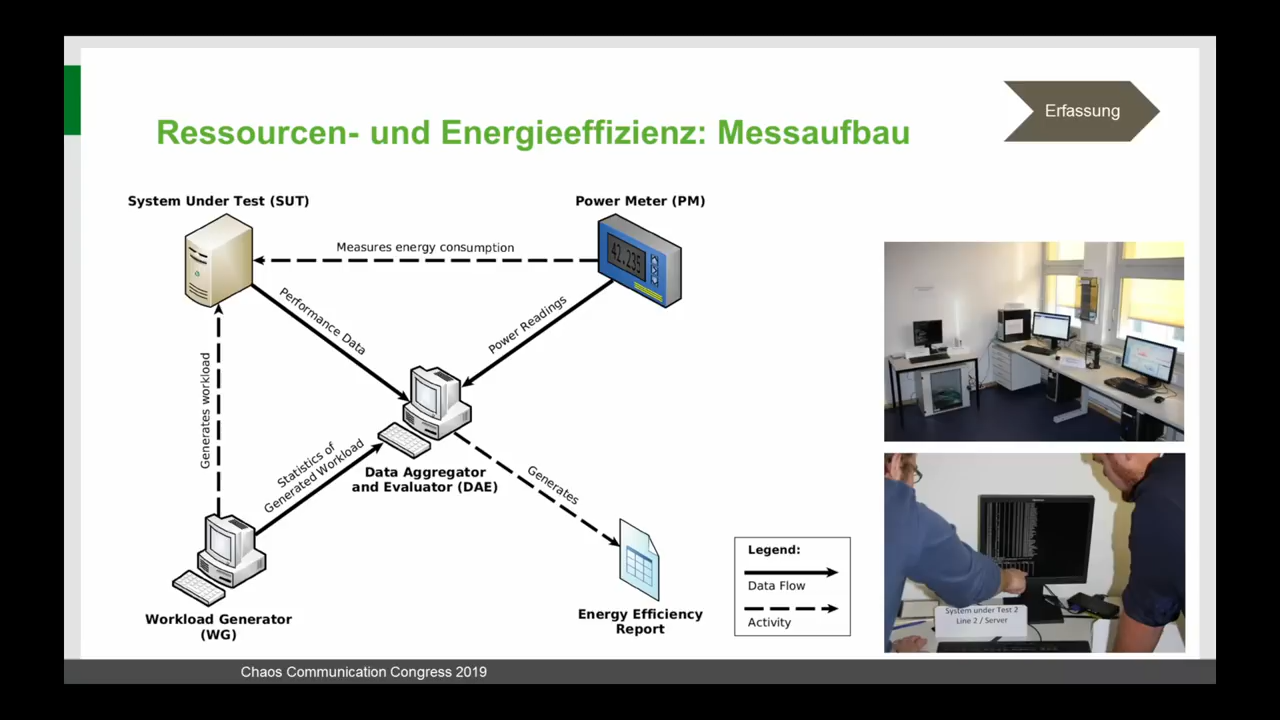 Erfassung
Ressourcen- und Energieeffizienz: Messaufbau
System Under Test (SUT)
Power Meter (PM)
Measures energy consumption
42.235
Performance Data
Power Readings
Generates workload
Statistics of
Generated Workload
Data Aggregator
and Evaluator (DAE)
Generates
Legend:
Data Flow
Activity
Workload Generator
(WG)
Energy Efficiency
Report
System under Test 2
Line 2 / Server
Chaos Communication Congress 2019